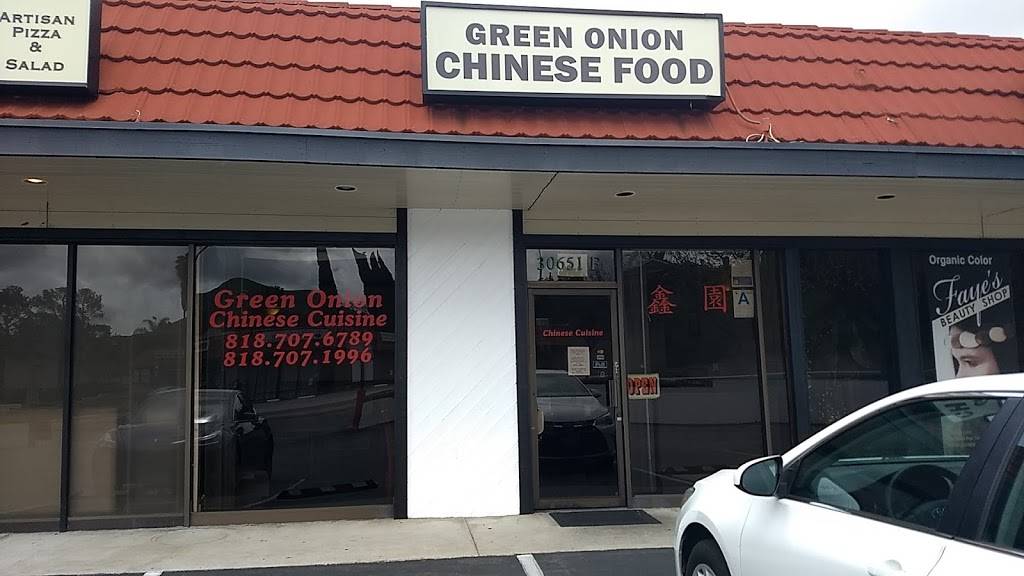 ARTISAN
PIZZA
&
SALAD
GREEN ONION
CHINESE FOOD
Green Onion
Chinese Cuisine
818.707.6789
818.707.1996
30651 B
Chinese Cuisine
OPEN
鑫園
A
Organic Color
Faye's
BEAUTY SHOP